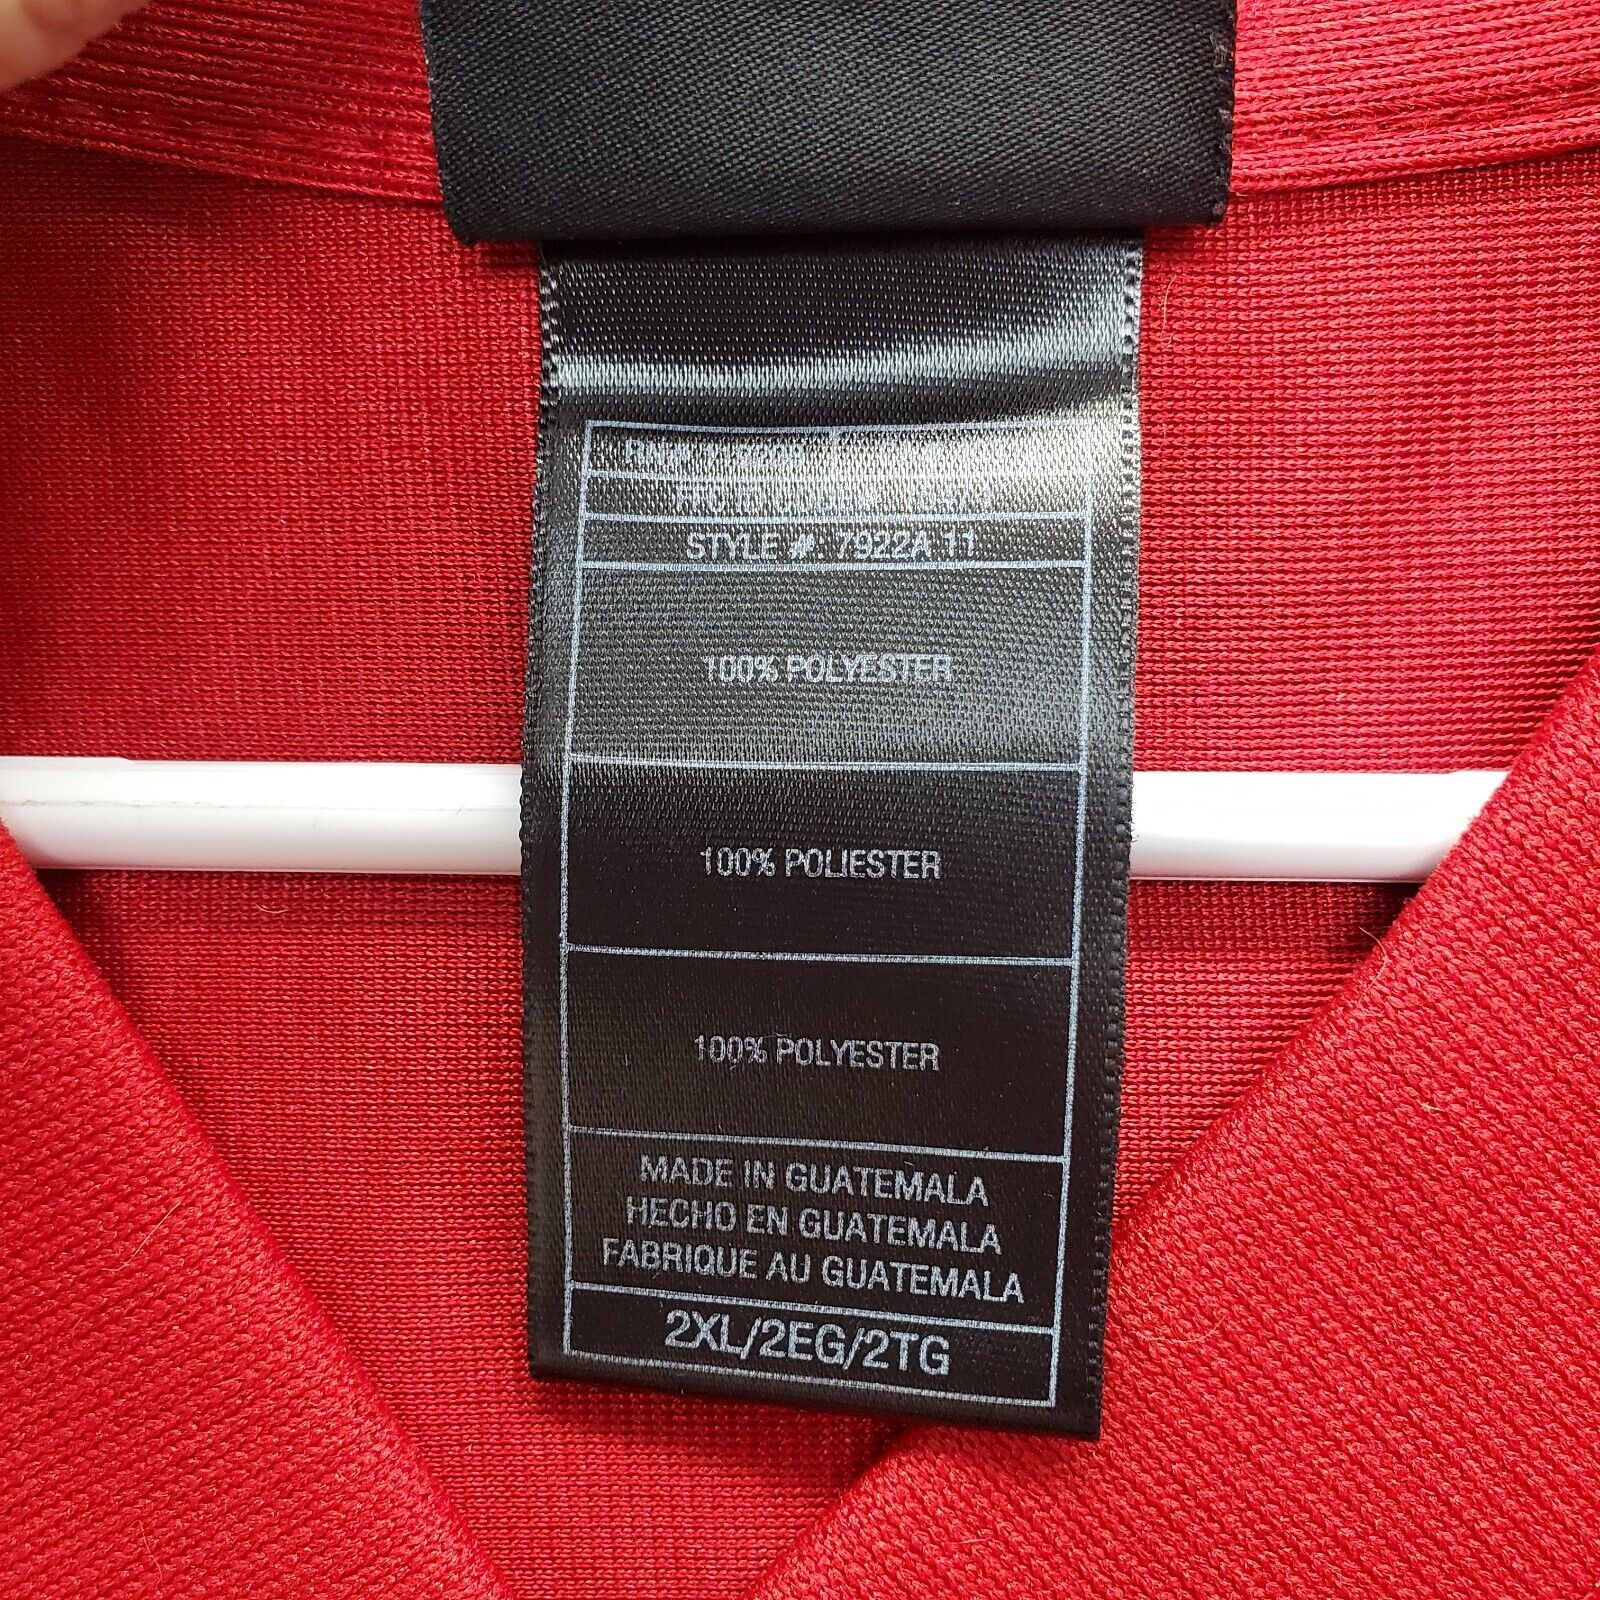 STYLE #. 7922A 11
100% POLYESTER
100% POLIESTER
100% POLYESTER
MADE IN GUATEMALA
HECHO EN GUATEMALA
FABRIQUE AU GUATEMALA
2XL/2EG/2TG